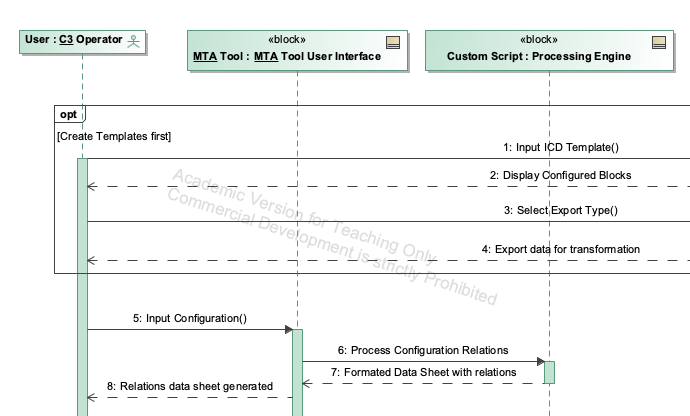 User : C3 Operator
«block»
MTA Tool : MTA Tool User Interface
«block»
Custom Script : Processing Engine
opt
[Create Templates first]
1: Input ICD Template()
2: Display Configured Blocks
3: Select Export Type()
4: Export data for transformation
Academic Version for Teaching Only
Commercial Development is strictly Prohibited
5: Input Configuration()
6: Process Configuration Relations
7: Formated Data Sheet with relations
8: Relations data sheet generated